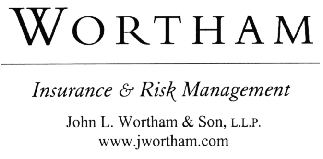 WORTHAM
Insurance & Risk Management
John L. Wortham & Son, L.L.P.
www.jwortham.com